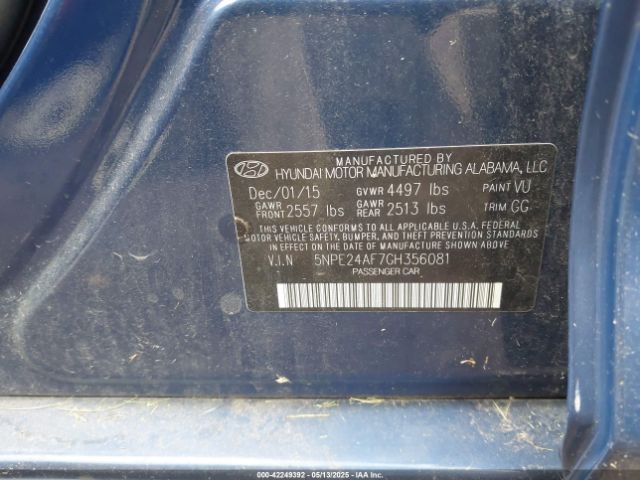 MANUFACTURED BY
HYUNDAI MOTOR MANUFACTURING ALABAMA, LLC
Dec/01/15 GVWR 4497 lbs PAINT VU
GAWR FRONT 2557 lbs GAWR REAR 2513 lbs TRIM GG
THIS VEHICLE CONFORMS TO ALL APPLICABLE U.S.A. FEDERAL
MOTOR VEHICLE SAFETY, BUMPER, AND THEFT PREVENTION STANDARDS
IN EFFECT ON THE DATE OF MANUFACTURE SHOWN ABOVE.
V.I.N 5NPE24AF7GH356081
PASSENGER CAR
000-42249392 - 05/13/2025 - IAA Inc.